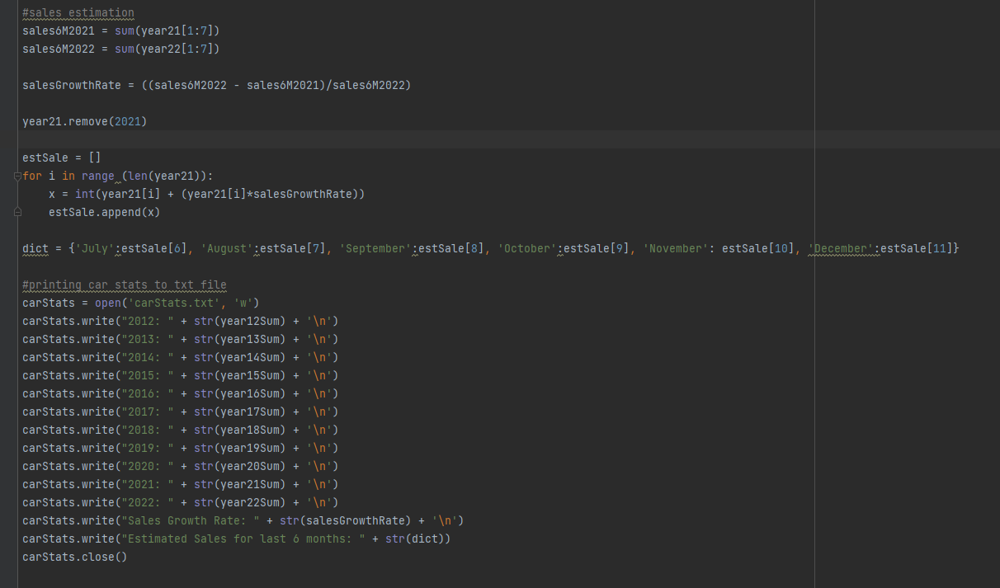 #sales estimation
sales6M2021 = sum(year21[1:7])
sales6M2022 = sum(year22[1:7])
salesGrowthRate = ((sales6M2022 - sales6M2021)/sales6M2022)
year21.remove(2021)
estSale = []
for i in range (len(year21)):
    x = int(year21[i] + (year21[i]*salesGrowthRate))
    estSale.append(x)
dict = {'July':estSale[6], 'August':estSale[7], 'September':estSale[8], 'October':estSale[9], 'November': estSale[10], 'December':estSale[11]}
#printing car stats to txt file
carStats = open('carStats.txt', 'w')
carStats.write("2012: " + str(year12Sum) + '\n')
carStats.write("2013: " + str(year13Sum) + '\n')
carStats.write("2014: " + str(year14Sum) + '\n')
carStats.write("2015: " + str(year15Sum) + '\n')
carStats.write("2016: " + str(year16Sum) + '\n')
carStats.write("2017: " + str(year17Sum) + '\n')
carStats.write("2018: " + str(year18Sum) + '\n')
carStats.write("2019: " + str(year19Sum) + '\n')
carStats.write("2020: " + str(year20Sum) + '\n')
carStats.write("2021: " + str(year21Sum) + '\n')
carStats.write("2022: " + str(year22Sum) + '\n')
carStats.write("Sales Growth Rate: " + str(salesGrowthRate) + '\n')
carStats.write("Estimated Sales for last 6 months: " + str(dict))
carStats.close()